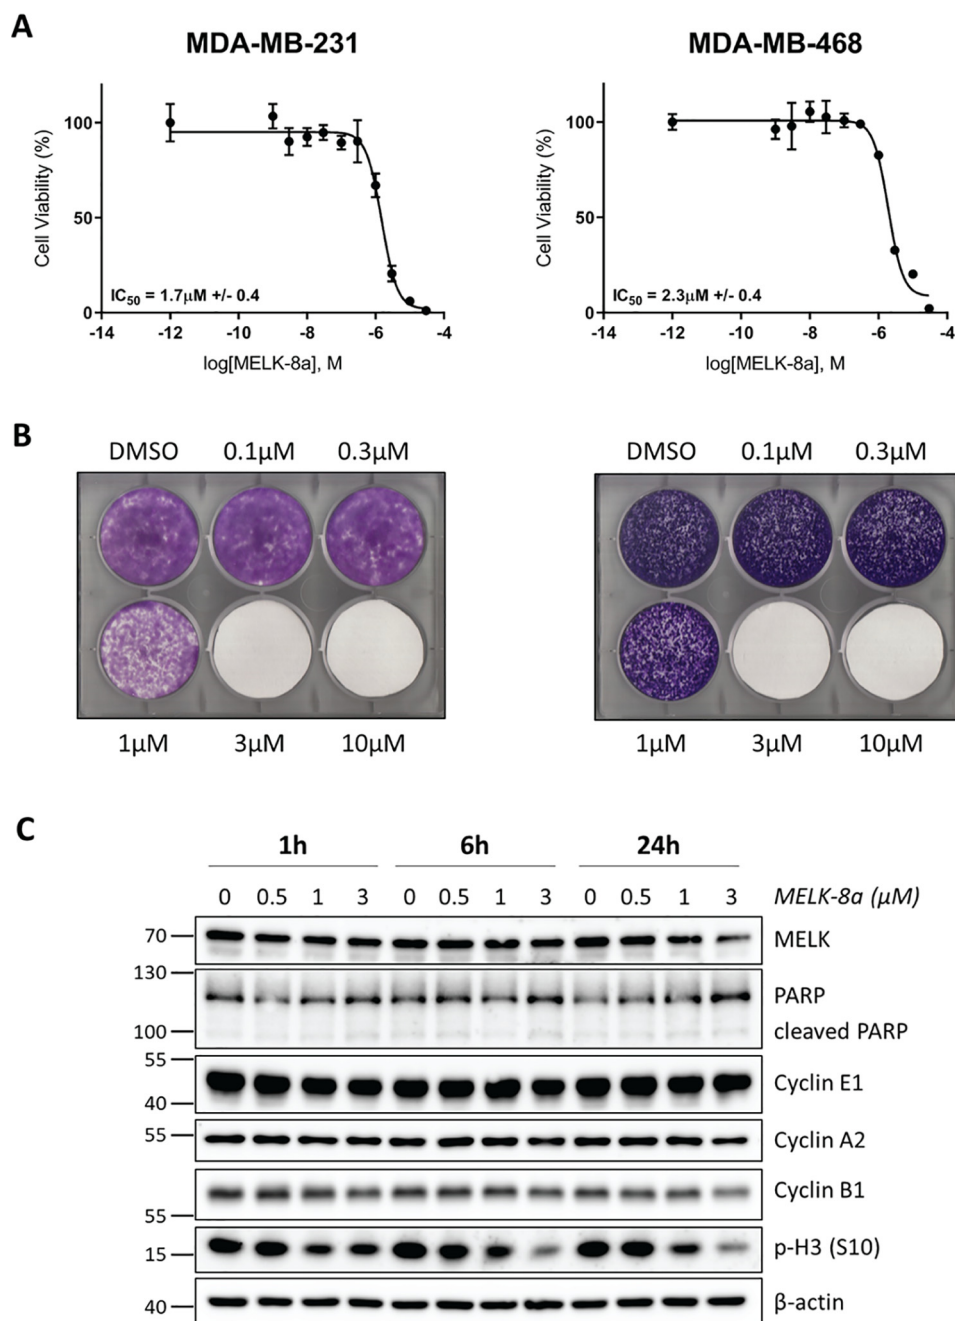 A
MDA-MB-231
MDA-MB-468
Cell Viability (%)
100
50
0
IC50 = 1.7μM +/- 0.4
-14 -12 -10 -8 -6 -4
log[MELK-8a], M
Cell Viability (%)
100
50
0
IC50 = 2.3μM +/- 0.4
-14 -12 -10 -8 -6 -4
log[MELK-8a], M
B
DMSO 0.1μM 0.3μM
1μM 3μM 10μM
DMSO 0.1μM 0.3μM
1μM 3μM 10μM
C
1h 6h 24h
0 0.5 1 3 0 0.5 1 3 0 0.5 1 3 MELK-8a (μM)
70 MELK
130
PARP
100 cleaved PARP
55
Cyclin E1
40
55 Cyclin A2
Cyclin B1
55
15 p-H3 (S10)
40 β-actin